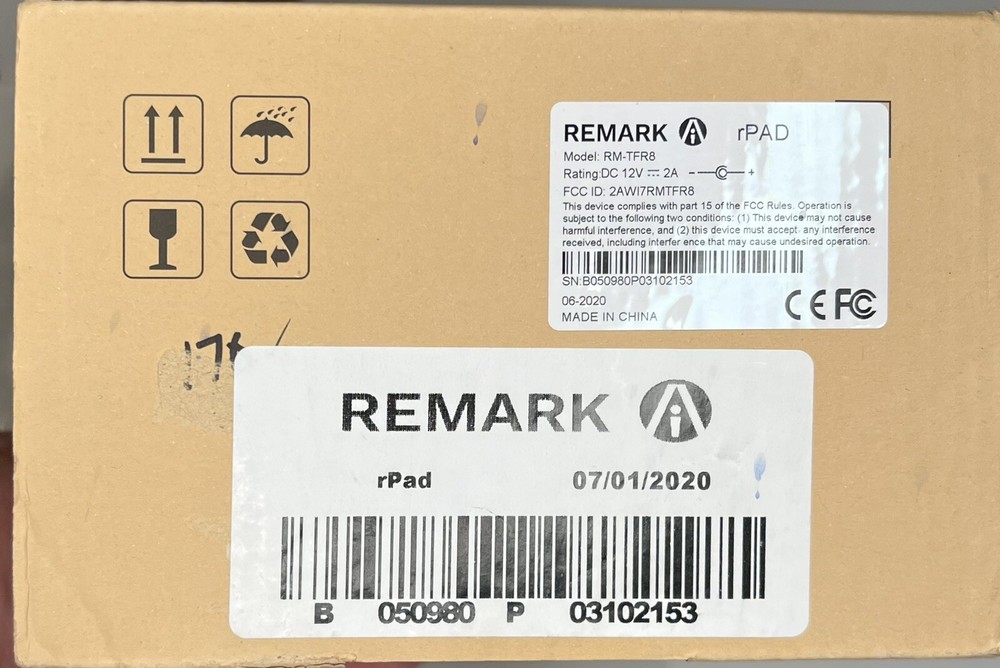 REMARK AI rPAD
Model: RM-TFR8
Rating:DC 12V ⎓ 2A - +
FCC ID: 2AWI7RMTFR8
This device complies with part 15 of the FCC Rules. Operation is
subject to the following two conditions: (1) This device may not cause
harmful interference, and (2) this device must accept any interference
received, including interfer ence that may cause undesired operation.
SN:B050980P03102153
06-2020
MADE IN CHINA
CE FC
REMARK AI
rPad 07/01/2020
B 050980 P 03102153